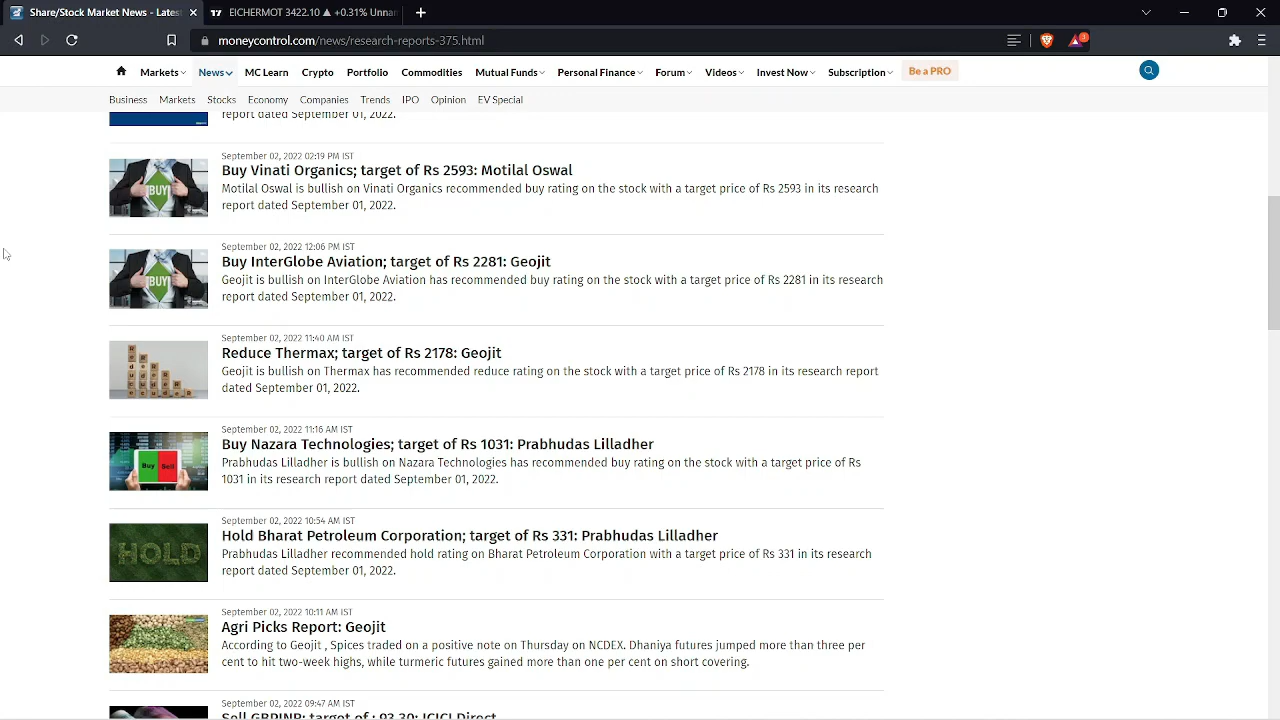 Share/Stock Market News - Latest
EICHERMOT 3422.10 ▲ +0.31% Unnar
moneycontrol.com/news/research-reports-375.html
Markets News MC Learn Crypto Portfolio Commodities Mutual Funds Personal Finance Forum Videos Invest Now Subscription Be a PRO
Business Markets Stocks Economy Companies Trends IPO Opinion EV Special
report dated September 01, 2022.
September 02, 2022 02:19 PM IST
Buy Vinati Organics; target of Rs 2593: Motilal Oswal
BUY
Motilal Oswal is bullish on Vinati Organics recommended buy rating on the stock with a target price of Rs 2593 in its research
report dated September 01, 2022.
September 02, 2022 12:06 PM IST
Buy InterGlobe Aviation; target of Rs 2281: Geojit
BUY
Geojit is bullish on InterGlobe Aviation has recommended buy rating on the stock with a target price of Rs 2281 in its research
report dated September 01, 2022.
September 02, 2022 11:40 AM IST
Reduce Thermax; target of Rs 2178: Geojit
Geojit is bullish on Thermax has recommended reduce rating on the stock with a target price of Rs 2178 in its research report
dated September 01, 2022.
September 02, 2022 11:16 AM IST
Buy Nazara Technologies; target of Rs 1031: Prabhudas Lilladher
Buy Sell
Prabhudas Lilladher is bullish on Nazara Technologies has recommended buy rating on the stock with a target price of Rs
1031 in its research report dated September 01, 2022.
September 02, 2022 10:54 AM IST
Hold Bharat Petroleum Corporation; target of Rs 331: Prabhudas Lilladher
HOLD
Prabhudas Lilladher recommended hold rating on Bharat Petroleum Corporation with a target price of Rs 331 in its research
report dated September 01, 2022.
September 02, 2022 10:11 AM IST
Agri Picks Report: Geojit
According to Geojit , Spices traded on a positive note on Thursday on NCDEX. Dhaniya futures jumped more than three per
cent to hit two-week highs, while turmeric futures gained more than one per cent on short covering.
September 02, 2022 09:47 AM IST
Sell GBPINR; target of : 93.30: ICICI Direct